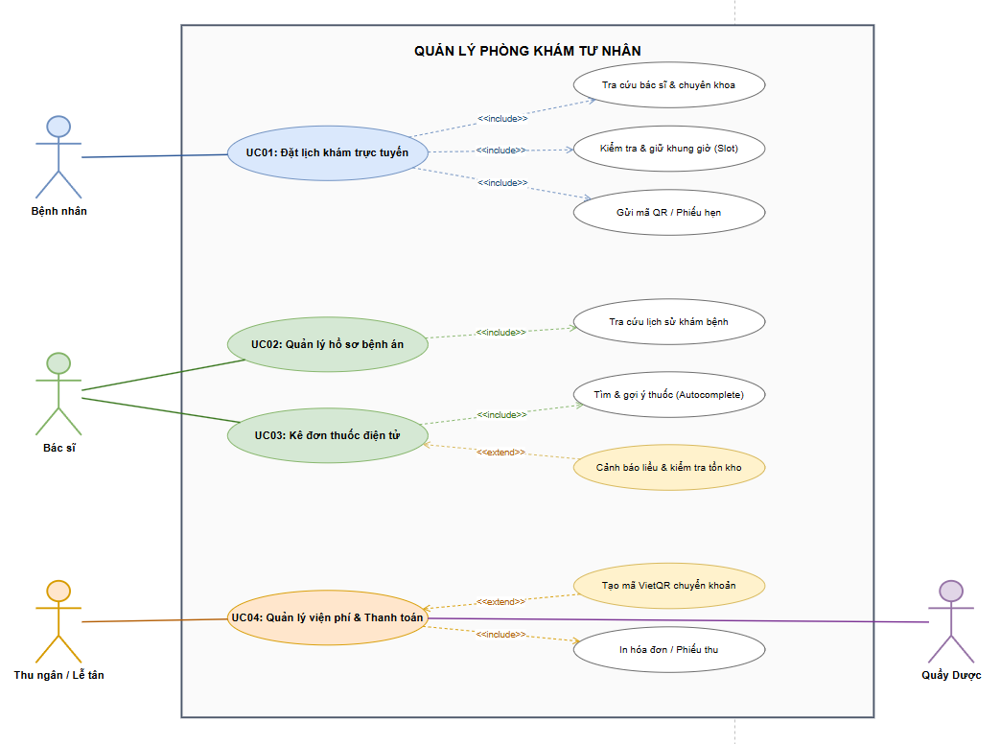 QUẢN LÝ PHÒNG KHÁM TƯ NHÂN
Tra cứu bác sĩ & chuyên khoa
<<include>>
UC01: Đặt lịch khám trực tuyến
<<include>>
Kiểm tra & giữ khung giờ (Slot)
<<include>>
Gửi mã QR / Phiếu hẹn
Bệnh nhân
Tra cứu lịch sử khám bệnh
<<include>>
UC02: Quản lý hồ sơ bệnh án
Tìm & gợi ý thuốc (Autocomplete)
<<include>>
UC03: Kê đơn thuốc điện tử
Bác sĩ
<<extend>>
Cảnh báo liều & kiểm tra tồn kho
Tạo mã VietQR chuyển khoản
<<extend>>
UC04: Quản lý viện phí & Thanh toán
<<include>>
In hóa đơn / Phiếu thu
Thu ngân / Lễ tân
Quầy Dược